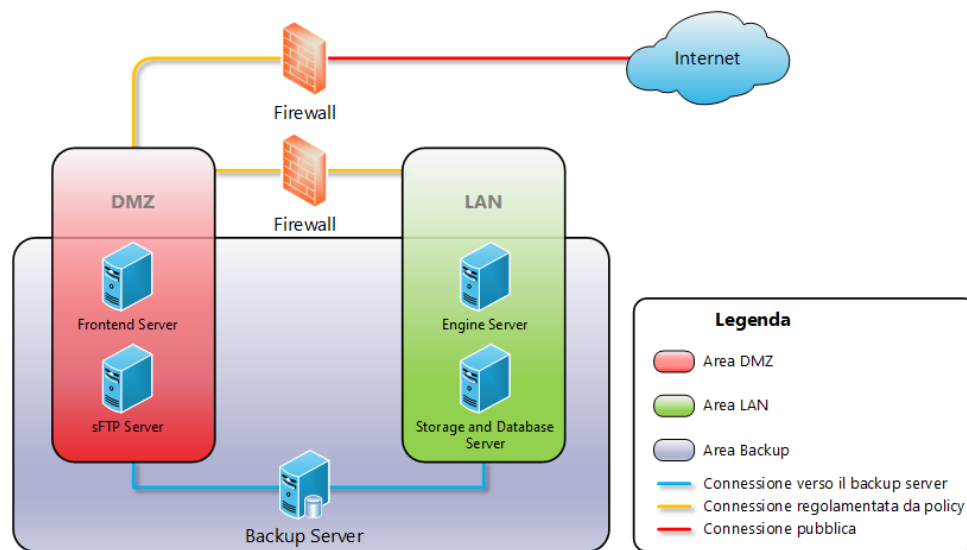 Internet
Firewall
DMZ
LAN
Firewall
Frontend Server
Engine Server
sFTP Server
Storage and Database
Server
Backup Server
Legenda
Area DMZ
Area LAN
Area Backup
Connessione verso il backup server
Connessione regolamentata da policy
Connessione pubblica